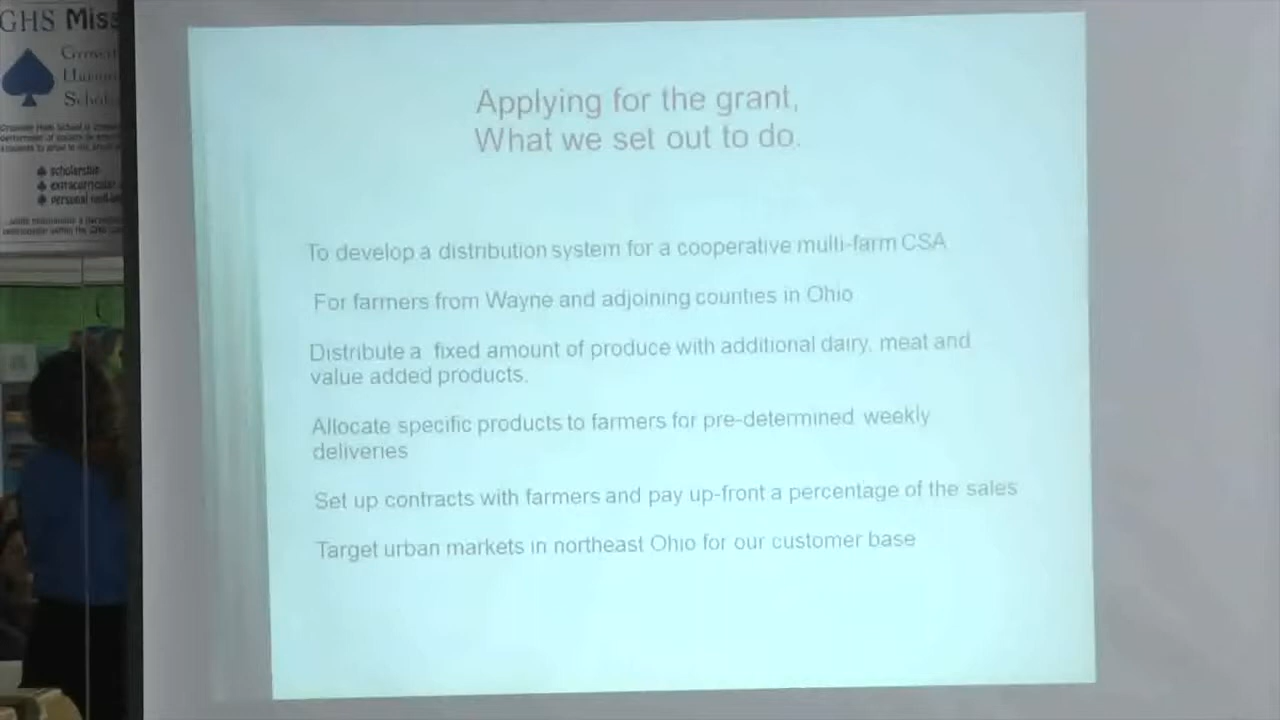 GHS Miss
scholarship
extracurricular
Applying for the grant,
What we set out to do.
To develop a distribution system for a cooperative multi-farm CSA
For farmers from Wayne and adjoining counties in Ohio
Distribute a fixed amount of produce with additional dairy, meat and
value added products.
Allocate specific products to farmers for pre-determined weekly
deliveries
Set up contracts with farmers and pay up-front a percentage of the sales
Target urban markets in northeast Ohio for our customer base